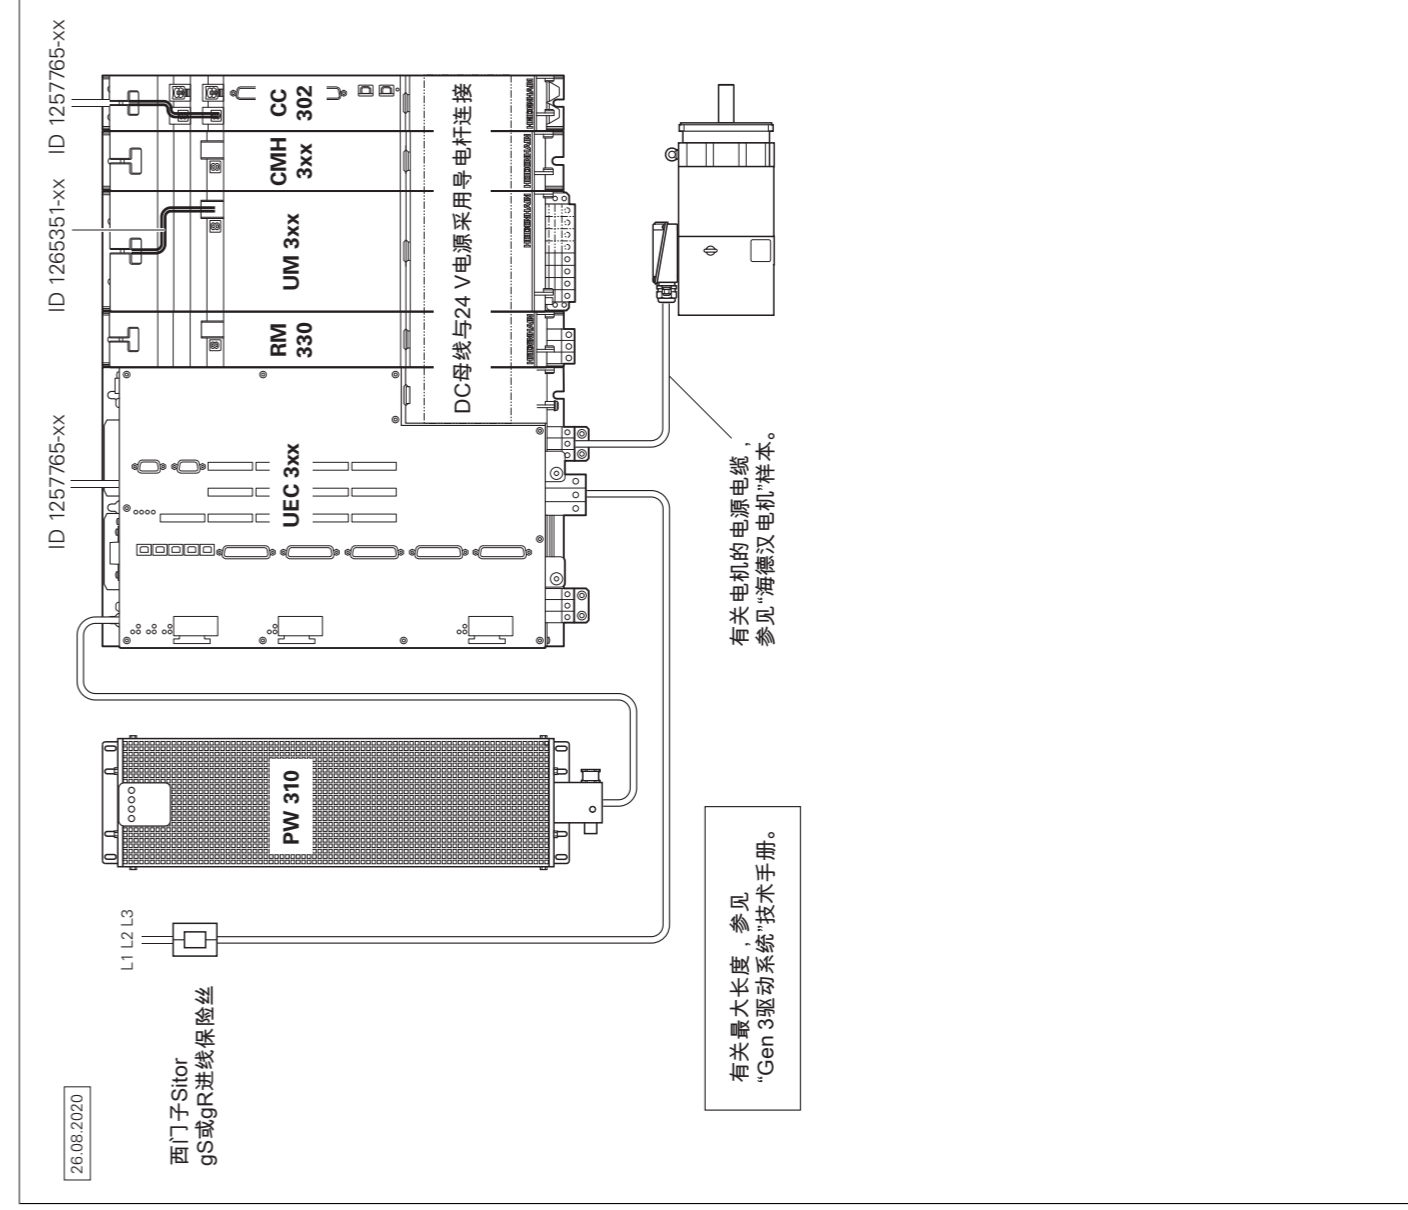 26.08.2020
西门子Sitor
gS或gR进线保险丝
L1 L2 L3
PW 310
ID 1257765-xx
ID 1265351-xx
ID 1257765-xx
UEC 3xx
RM
330
UM 3xx
CMH
3xx
CC
302
DC母线与24 V电源采用导电杆连接
HEIDENHAIN
HEIDENHAIN
HEIDENHAIN
HEIDENHAIN
有关电机的电源电缆，
参见“海德汉电机”样本。
有关最大长度，参见
“Gen 3驱动系统”技术手册。